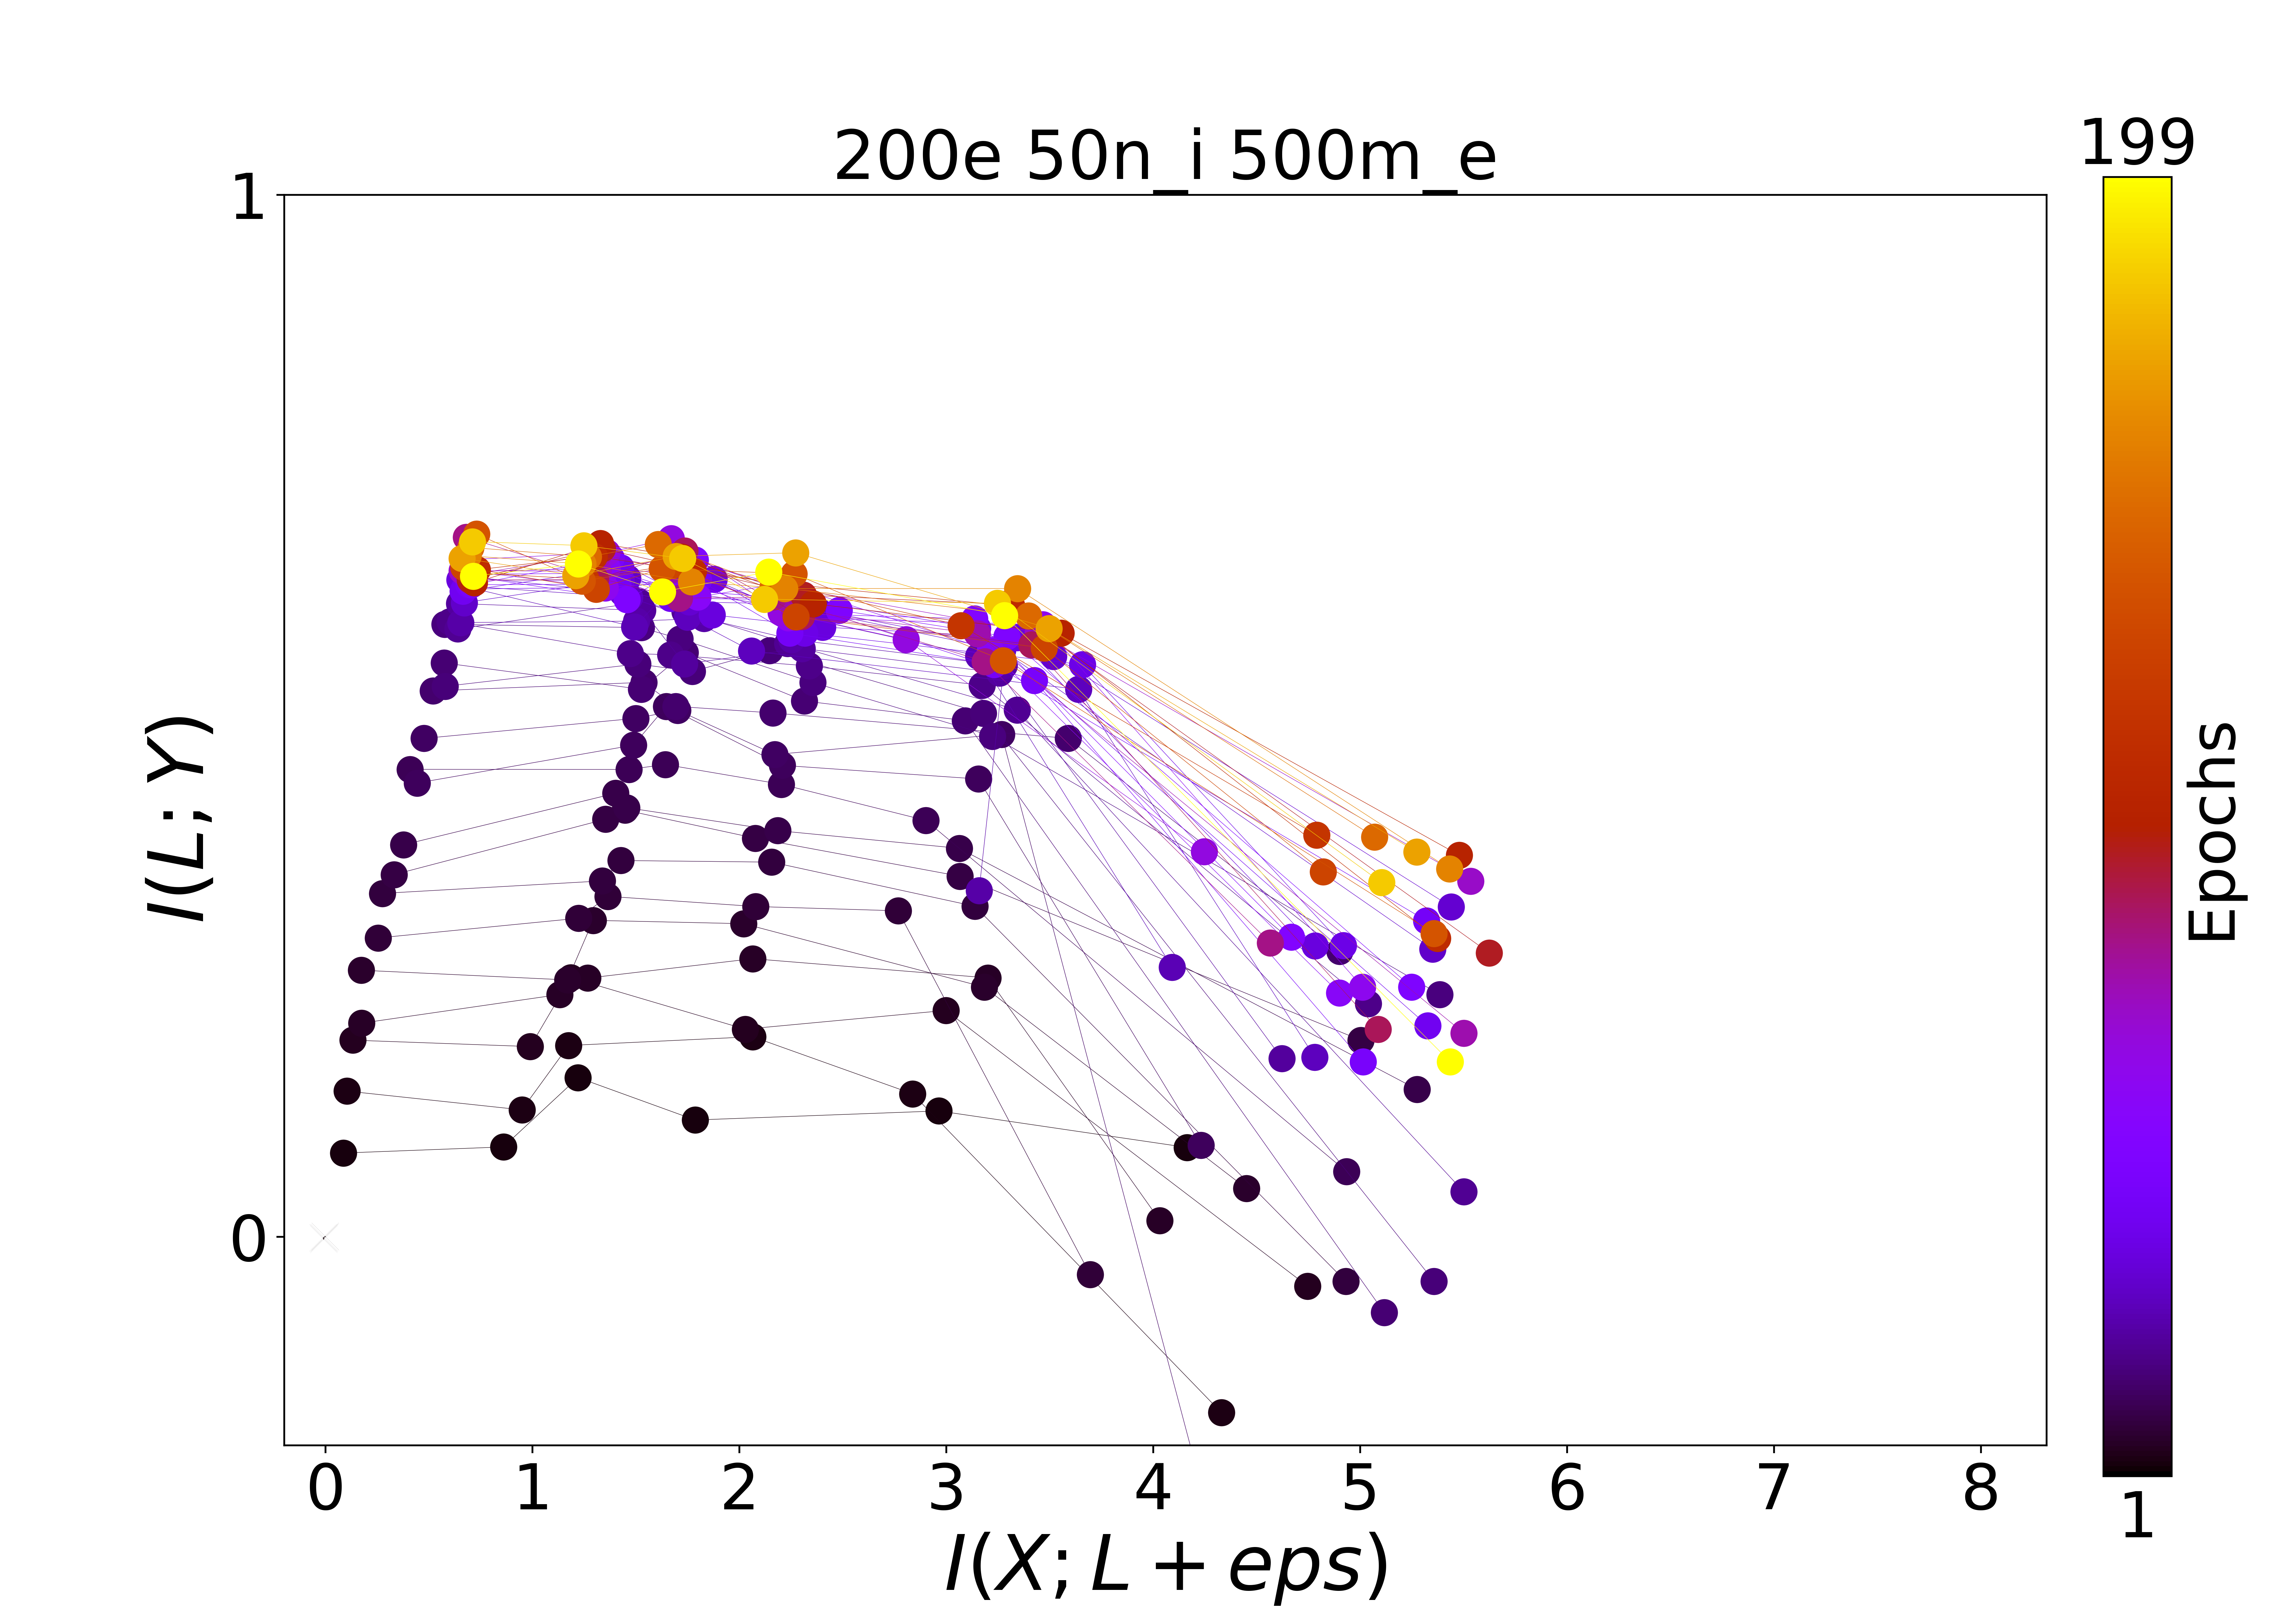 200e 50n_i 500m_e
199
1
0
I(L; Y)
Epochs
0 1 2 3 4 5 6 7 8
1
I(X; L + eps)